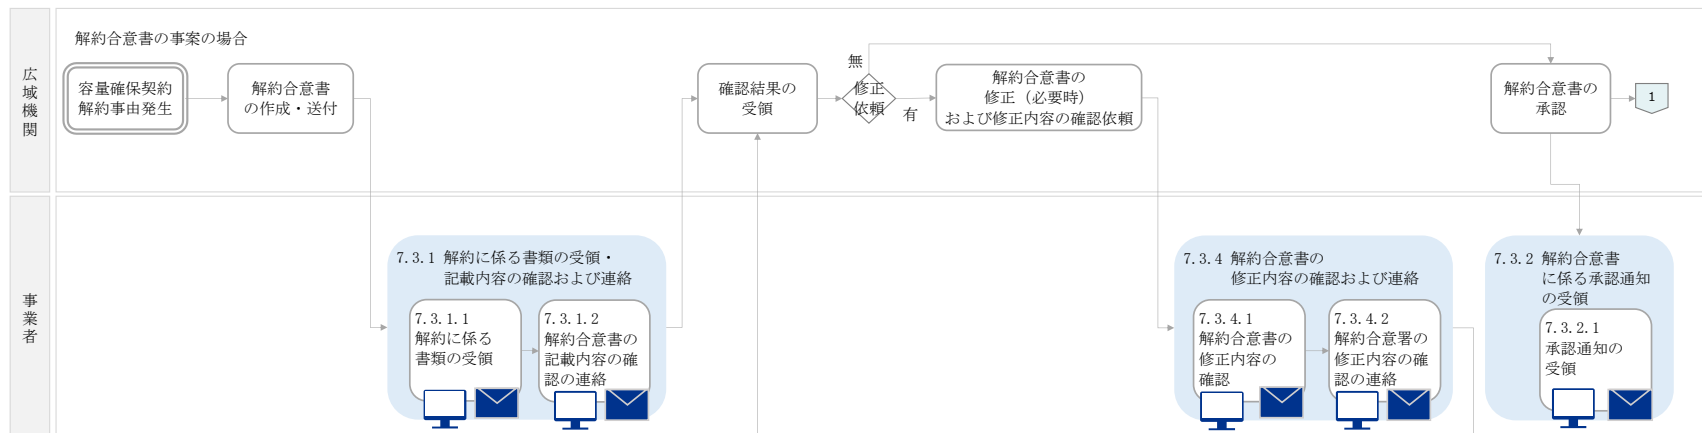 広域機関
解約合意書の事案の場合
容量確保契約
解約事由発生
解約合意書
の作成・送付
確認結果の
受領
修正
依頼
無
有
解約合意書の
修正（必要時）
および修正内容の確認依頼
解約合意書の
承認
1
事業者
7.3.1 解約に係る書類の受領・
記載内容の確認および連絡
7.3.1.1
解約に係る
書類の受領
7.3.1.2
解約合意書の
記載内容の確
認の連絡
7.3.4 解約合意書の
修正内容の確認および連絡
7.3.4.1
解約合意書の
修正内容の
確認
7.3.4.2
解約合意署の
修正内容の確
認の連絡
7.3.2 解約合意書
に係る承認通知
の受領
7.3.2.1
承認通知の
受領